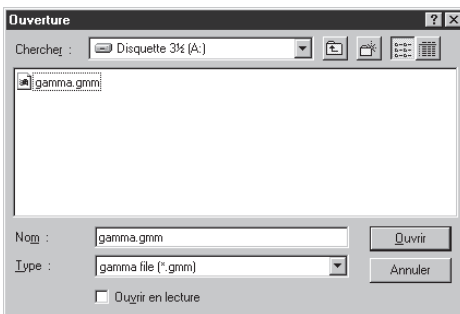 Ouverture
Chercher :
Disquette 3½ (A:)
gamma.gmm
Nom :
gamma.gmm
Ouvrir
Type :
gamma file (*.gmm)
Annuler
Ouvrir en lecture